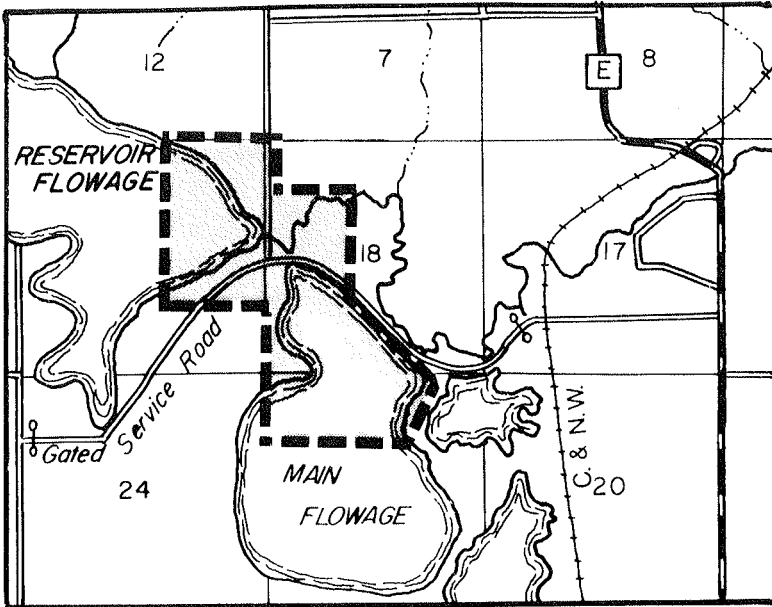 12
7
8
E
RESERVOIR
FLOWAGE
18
17
Gated Service Road
C. & N.W.
24
20
MAIN
FLOWAGE